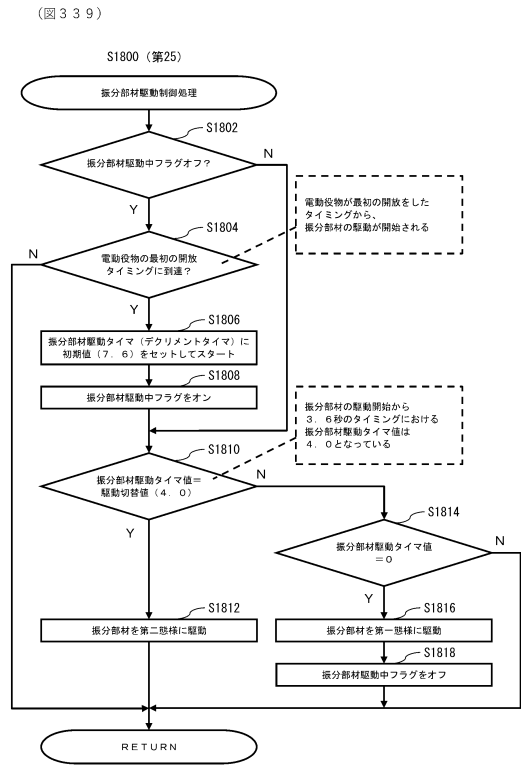 (図３３９)
S1800（第25）
振分部材駆動制御処理
S1802
振分部材駆動中フラグオフ？
N
Y
電動役物が最初の開放をした
タイミングから、
振分部材の駆動が開始される
S1804
N
電動役物の最初の開放
タイミングに到達？
Y
S1806
振分部材駆動タイマ（デクリメントタイマ）に
初期値（７．６）をセットしてスタート
S1808
振分部材駆動中フラグをオン
振分部材の駆動開始から
３．６秒のタイミングにおける
振分部材駆動タイマ値は
４．０となっている
S1810
振分部材駆動タイマ値＝
駆動切替値（４．０）
N
Y
S1814
振分部材駆動タイマ値
＝０
N
Y
S1812
振分部材を第二態様に駆動
S1816
振分部材を第一態様に駆動
S1818
振分部材駆動中フラグをオフ
ＲＥＴＵＲＮ